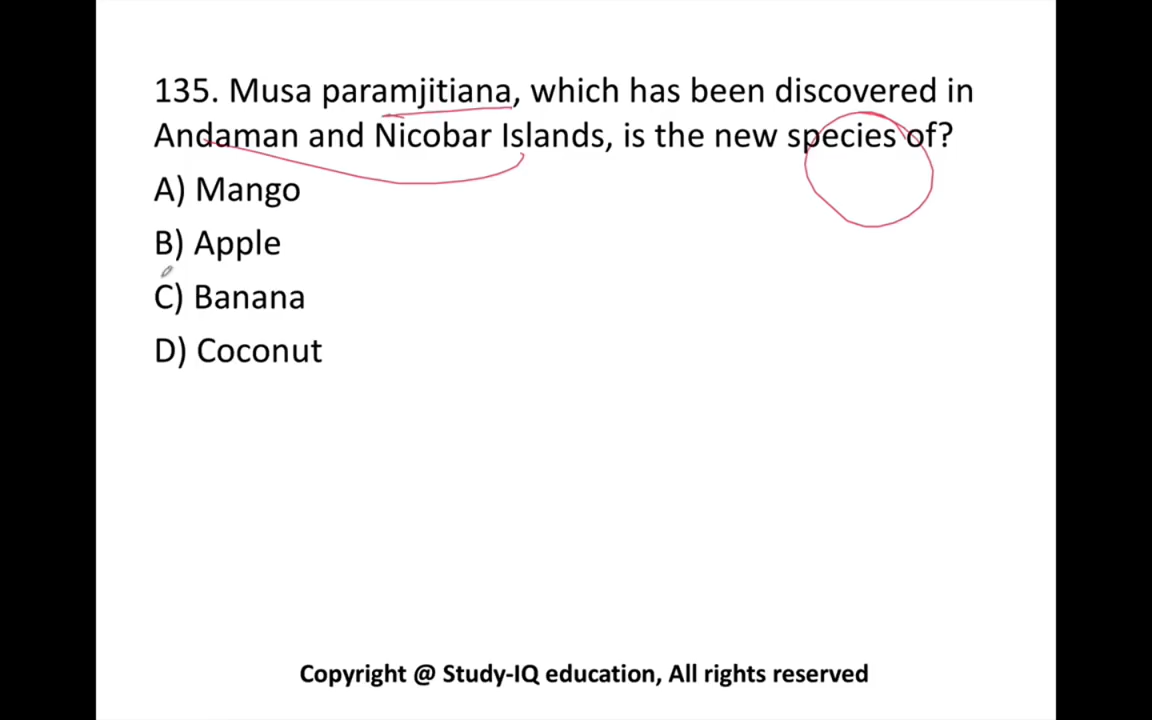 135. Musa paramjitiana, which has been discovered in
Andaman and Nicobar Islands, is the new species of?
A) Mango
B) Apple
C) Banana
D) Coconut
Copyright @ Study-IQ education, All rights reserved